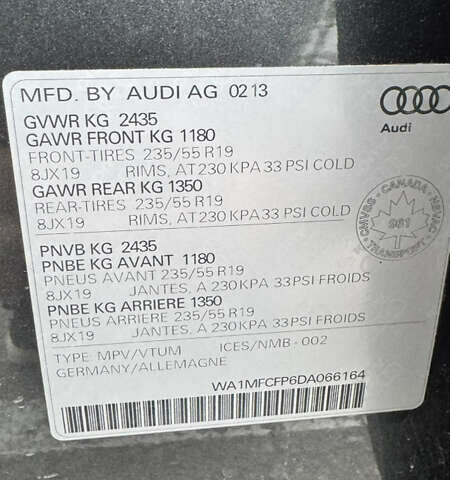 MFD. BY AUDI AG 02 13
Audi
GVWR KG 2435
GAWR FRONT KG 1180
FRONT-TIRES 235/55 R19
8JX19 RIMS, AT 230 KPA 33 PSI COLD
GAWR REAR KG 1350
REAR-TIRES 235/55 R19
8JX19 RIMS, AT 230 KPA 33 PSI COLD
CANADA
TRANSPORT
PNVB KG 2435
PNBE KG AVANT 1180
PNEUS AVANT 235/55 R19
8JX19 JANTES, A 230 KPA 33 PSI FROIDS
PNBE KG ARRIERE 1350
PNEUS ARRIERE 235/55 R19
8JX19 JANTES, A 230 KPA 33 PSI FROIDS
TYPE MPV/VTUM ICES/NMB - 002
GERMANY/ALLEMAGNE
WA1MFCFP6DA066164